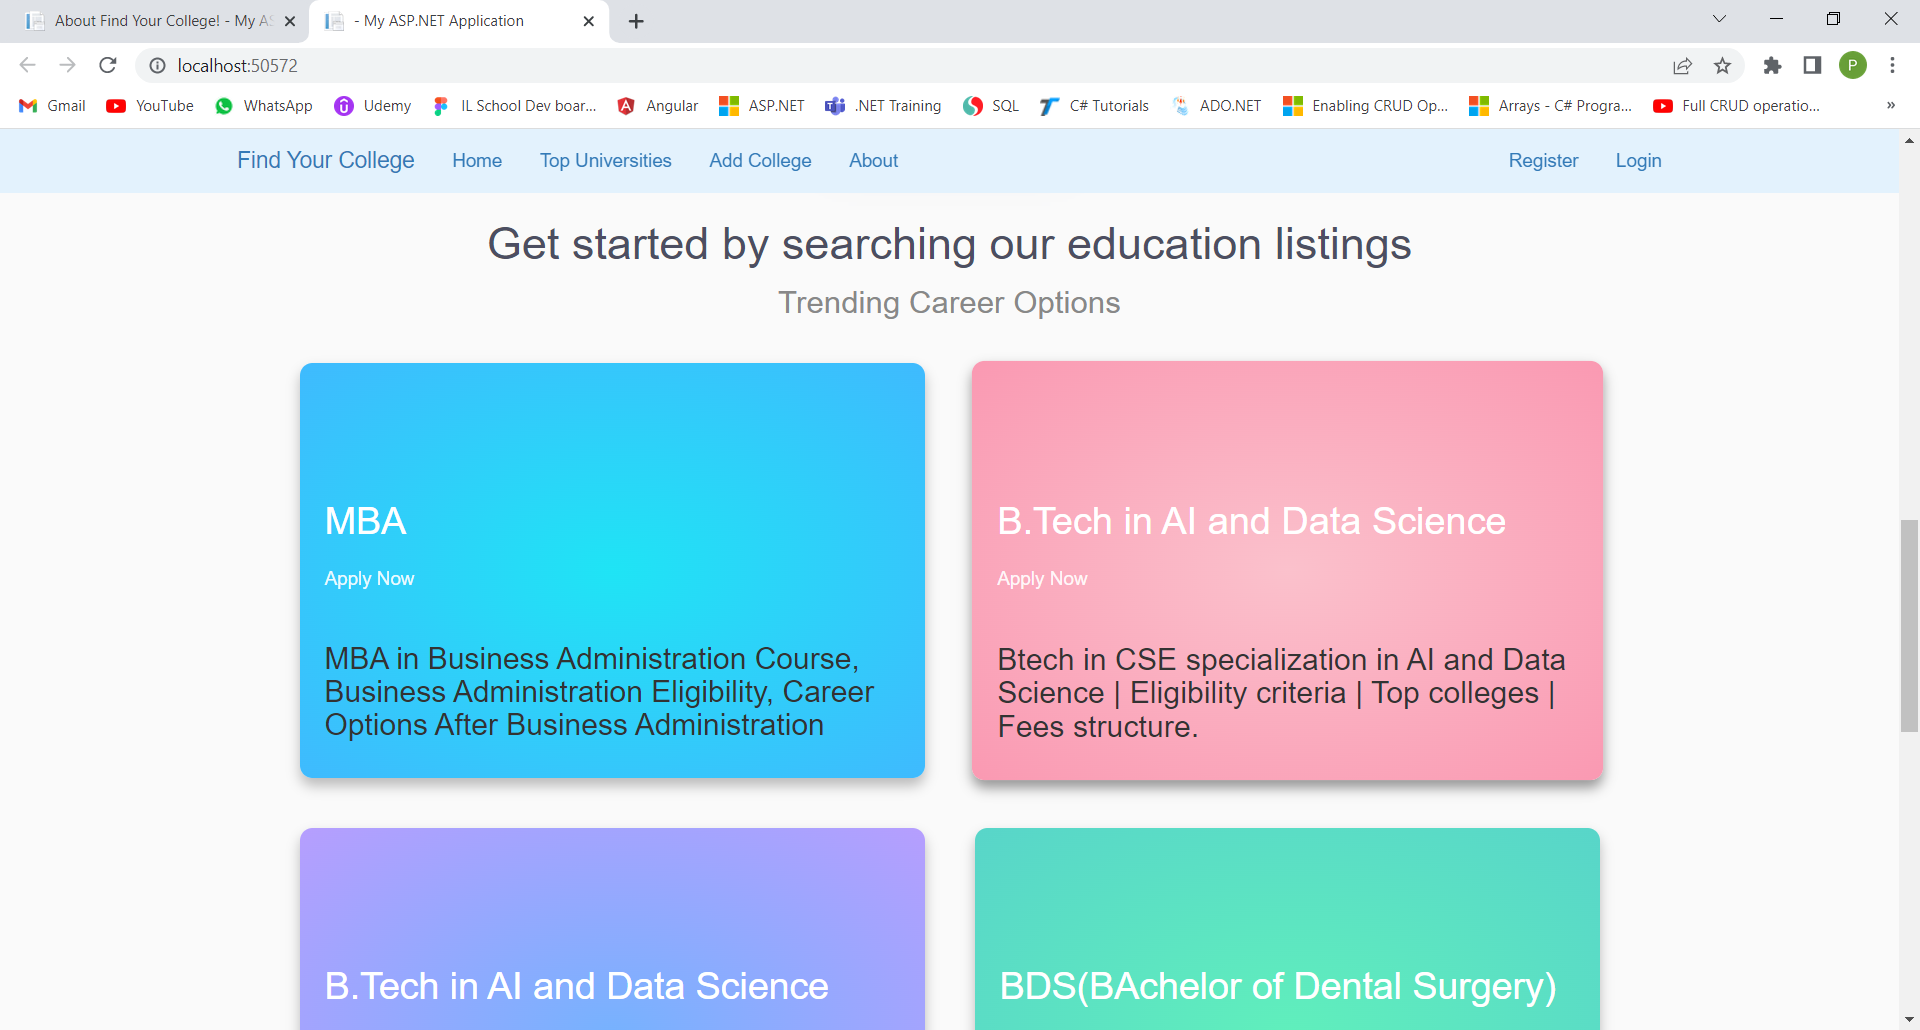 About Find Your College! - My AS
- My ASP.NET Application
localhost:50572
P
Gmail
YouTube
WhatsApp
Udemy
IL School Dev boar...
Angular
ASP.NET
.NET Training
SQL
C# Tutorials
ADO.NET
Enabling CRUD Op...
Arrays - C# Progra...
Full CRUD operatio...
»
Find Your College
Home
Top Universities
Add College
About
Register
Login
Get started by searching our education listings
Trending Career Options
MBA
Apply Now
MBA in Business Administration Course,
Business Administration Eligibility, Career
Options After Business Administration
B.Tech in AI and Data Science
Apply Now
Btech in CSE specialization in AI and Data
Science | Eligibility criteria | Top colleges |
Fees structure.
B.Tech in AI and Data Science
BDS(BAchelor of Dental Surgery)